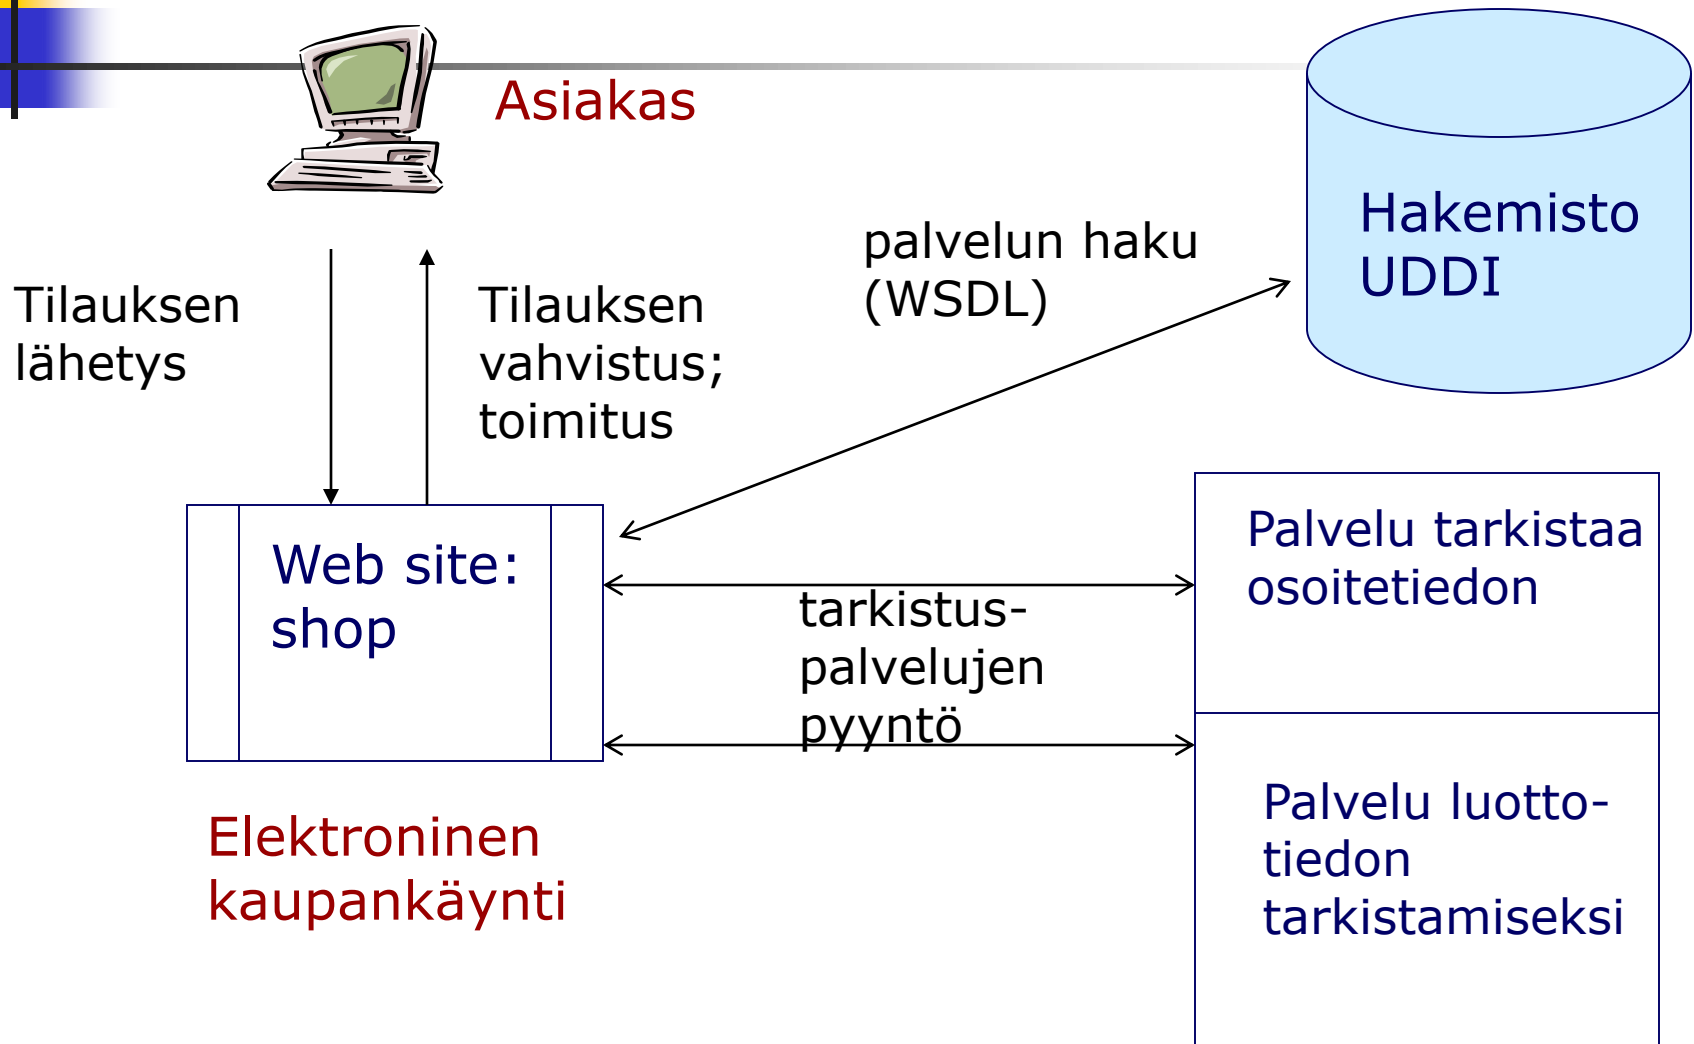 Asiakas
Hakemisto
UDDI
palvelun haku
(WSDL)
Tilauksen
lähetys
Tilauksen
vahvistus;
toimitus
Web site:
shop
tarkistus-
palvelujen
pyyntö
Palvelu tarkistaa
osoitetiedon
Palvelu luotto-
tiedon
tarkistamiseksi
Elektroninen
kaupankäynti